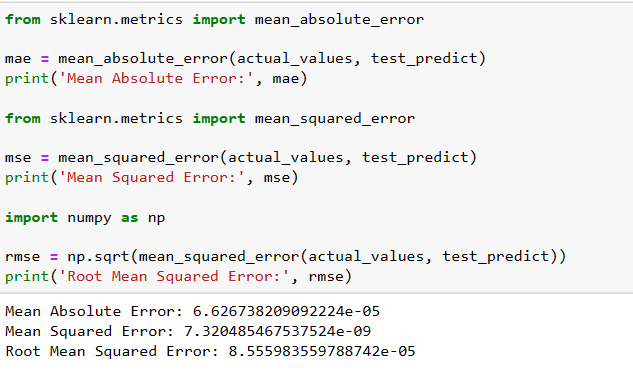 from sklearn.metrics import mean_absolute_error
mae = mean_absolute_error(actual_values, test_predict)
print('Mean Absolute Error:', mae)
from sklearn.metrics import mean_squared_error
mse = mean_squared_error(actual_values, test_predict)
print('Mean Squared Error:', mse)
import numpy as np
rmse = np.sqrt(mean_squared_error(actual_values, test_predict))
print('Root Mean Squared Error:', rmse)
Mean Absolute Error: 6.626738209092224e-05
Mean Squared Error: 7.320485467537524e-09
Root Mean Squared Error: 8.555983559788742e-05